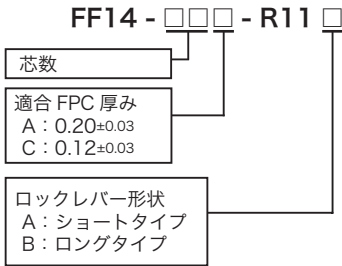 FF14 - □□□ - R11 □
芯数
適合 FPC 厚み
A：0.20±0.03
C：0.12±0.03
ロックレバー形状
A：ショートタイプ
B：ロングタイプ